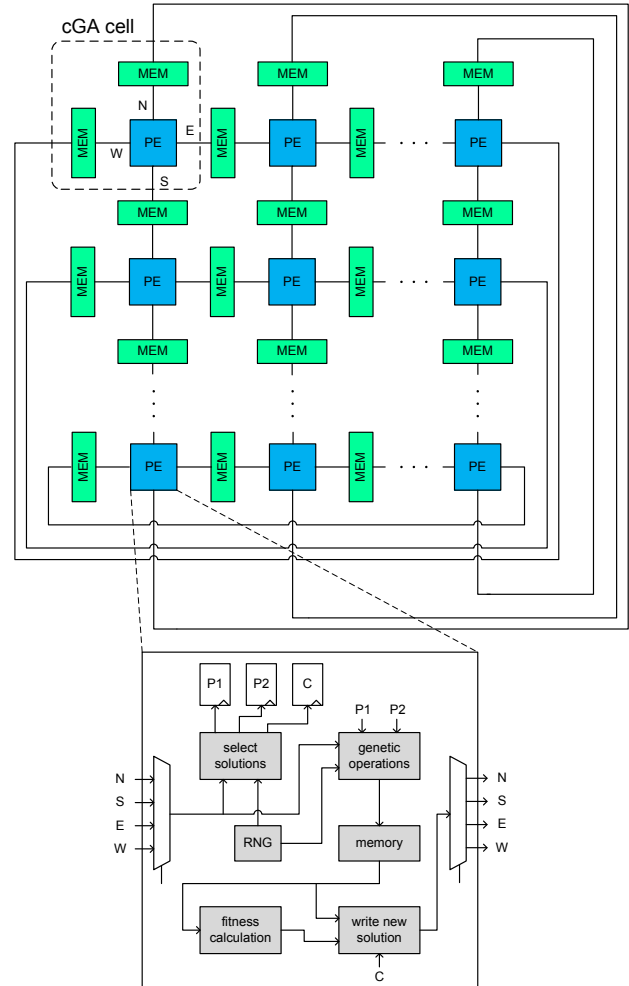 cGA cell
MEM
MEM
MEM
N
MEM
W
PE
E
MEM
PE
MEM
PE
S
MEM
MEM
MEM
MEM
PE
MEM
PE
MEM
PE
MEM
MEM
MEM
MEM
PE
MEM
PE
MEM
PE
P1
P2
C
P1
P2
select
solutions
genetic
operations
N
S
E
W
N
S
E
W
RNG
memory
fitness
calculation
write new
solution
C